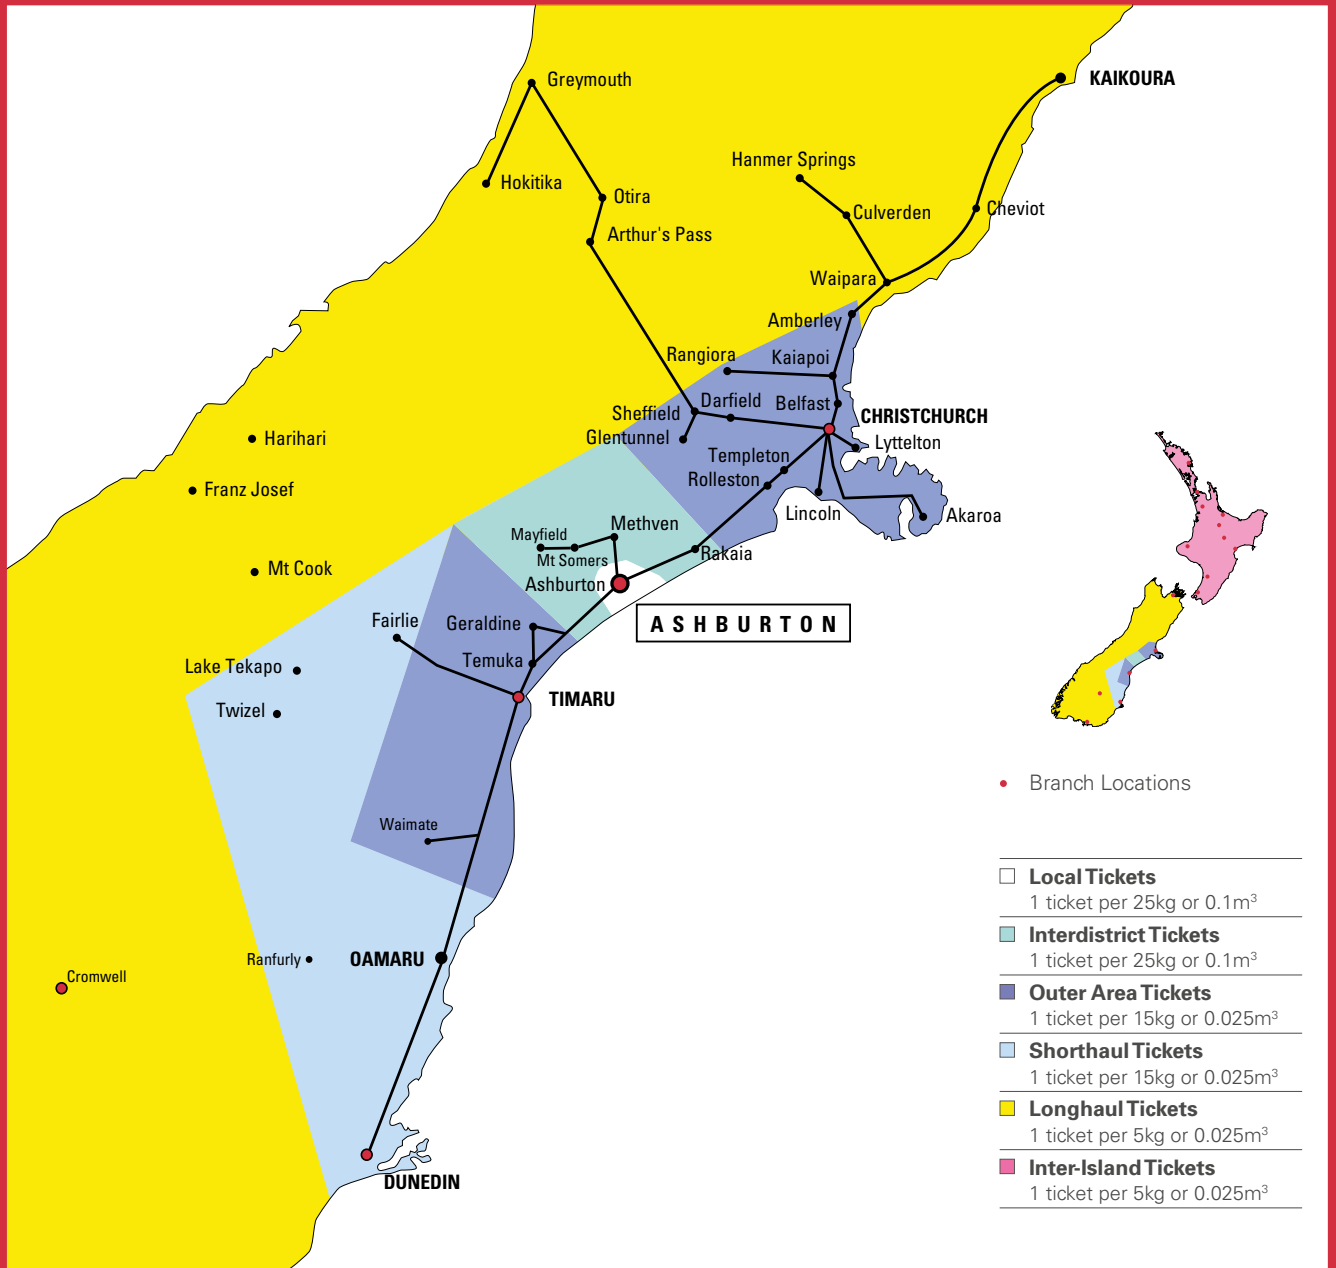 Greymouth
KAIKOURA
Hanmer Springs
Hokitika
Otira
Culverden
Cheviot
Arthur's Pass
Waipara
Amberley
Rangiora
Kaiapoi
Sheffield
Darfield
Belfast
CHRISTCHURCH
Glentunnel
Lyttelton
Harihari
Templeton
Rolleston
Franz Josef
Lincoln
Akaroa
Methven
Mayfield
Mt Somers
Rakaia
Mt Cook
Ashburton
ASHBURTON
Fairlie
Geraldine
Lake Tekapo
Temuka
TIMARU
Twizel
Branch Locations
Waimate
Local Tickets
1 ticket per 25kg or 0.1m³
Interdistrict Tickets
1 ticket per 25kg or 0.1m³
Outer Area Tickets
1 ticket per 15kg or 0.025m³
Shorthaul Tickets
1 ticket per 15kg or 0.025m³
Longhaul Tickets
1 ticket per 5kg or 0.025m³
Inter-Island Tickets
1 ticket per 5kg or 0.025m³
Ranfurly
OAMARU
Cromwell
DUNEDIN